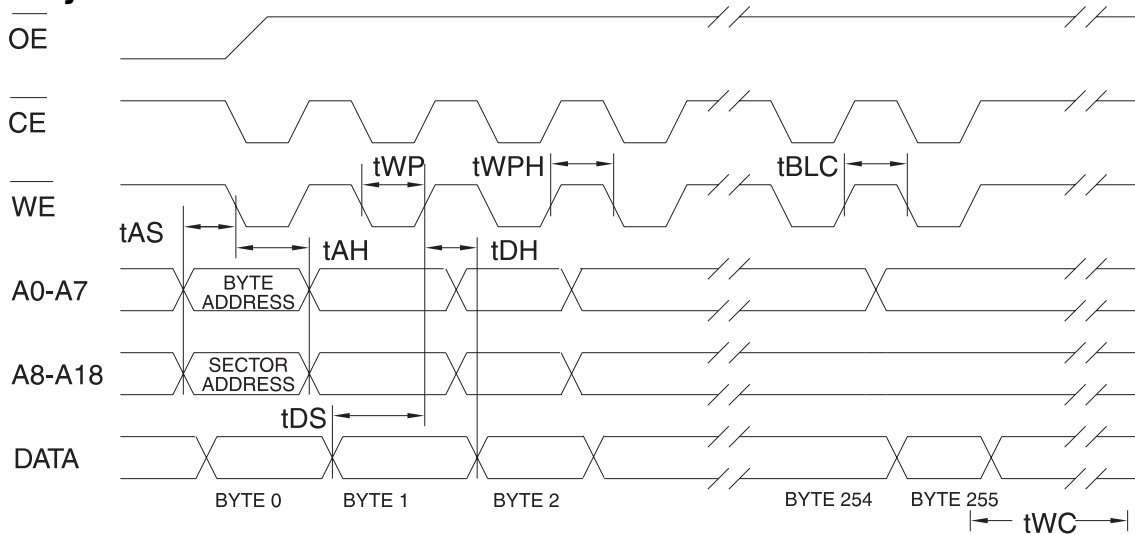 OE
CE
tWP tWPH tBLC
WE
tAS
tAH tDH
A0-A7 BYTE ADDRESS
A8-A18 SECTOR ADDRESS
tDS
DATA
BYTE 0 BYTE 1 BYTE 2 BYTE 254 BYTE 255
tWC